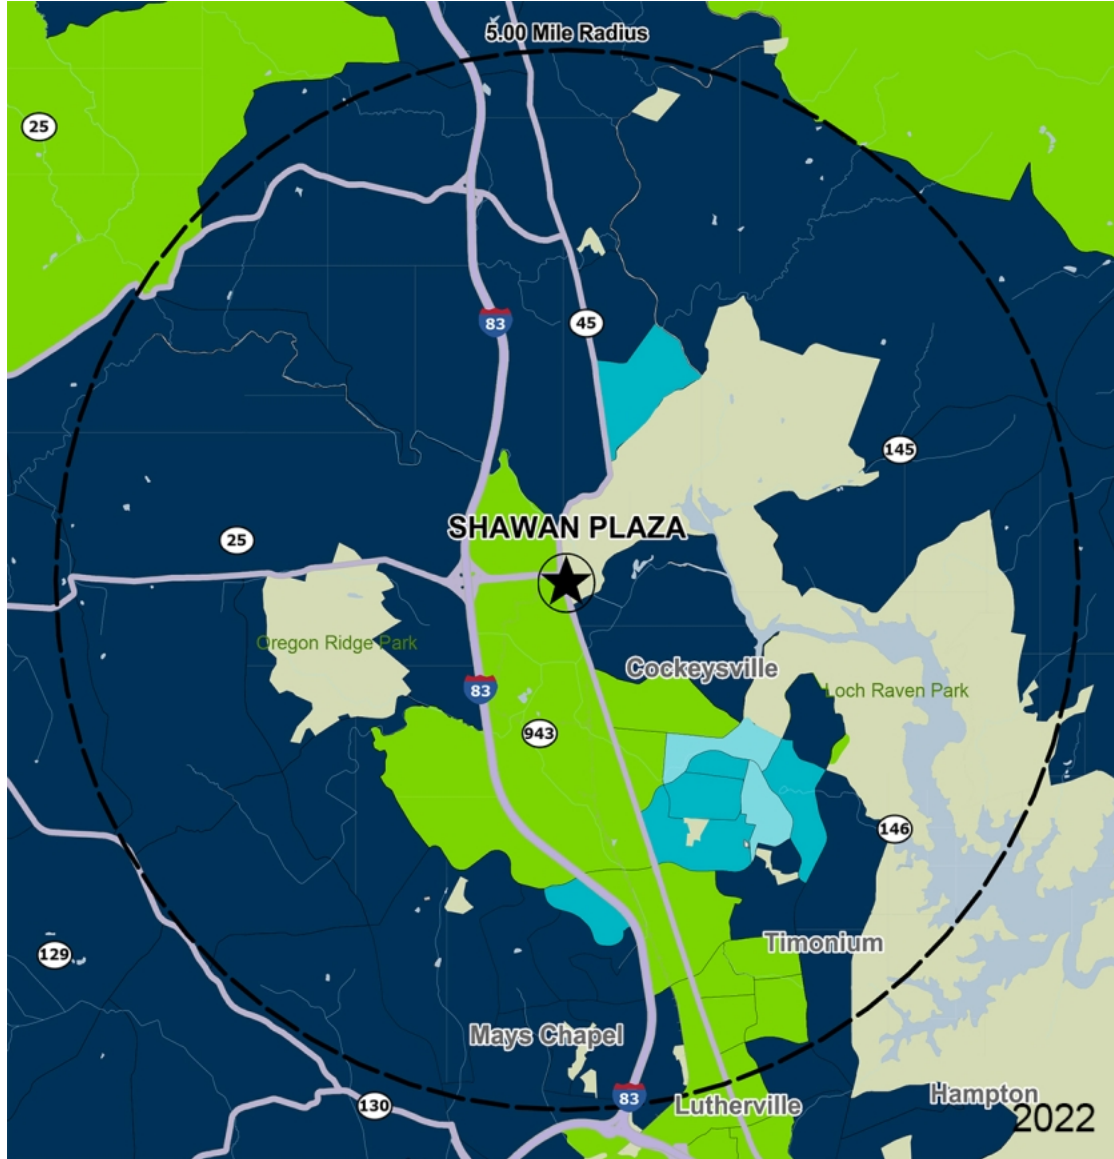 5.00 Mile Radius
25
83
45
145
SHAWAN PLAZA
25
Oregon Ridge Park
Cockeysville
83
Loch Raven Park
943
146
129
Timonium
Mays Chapel
83
130
Lutherville
Hampton
2022